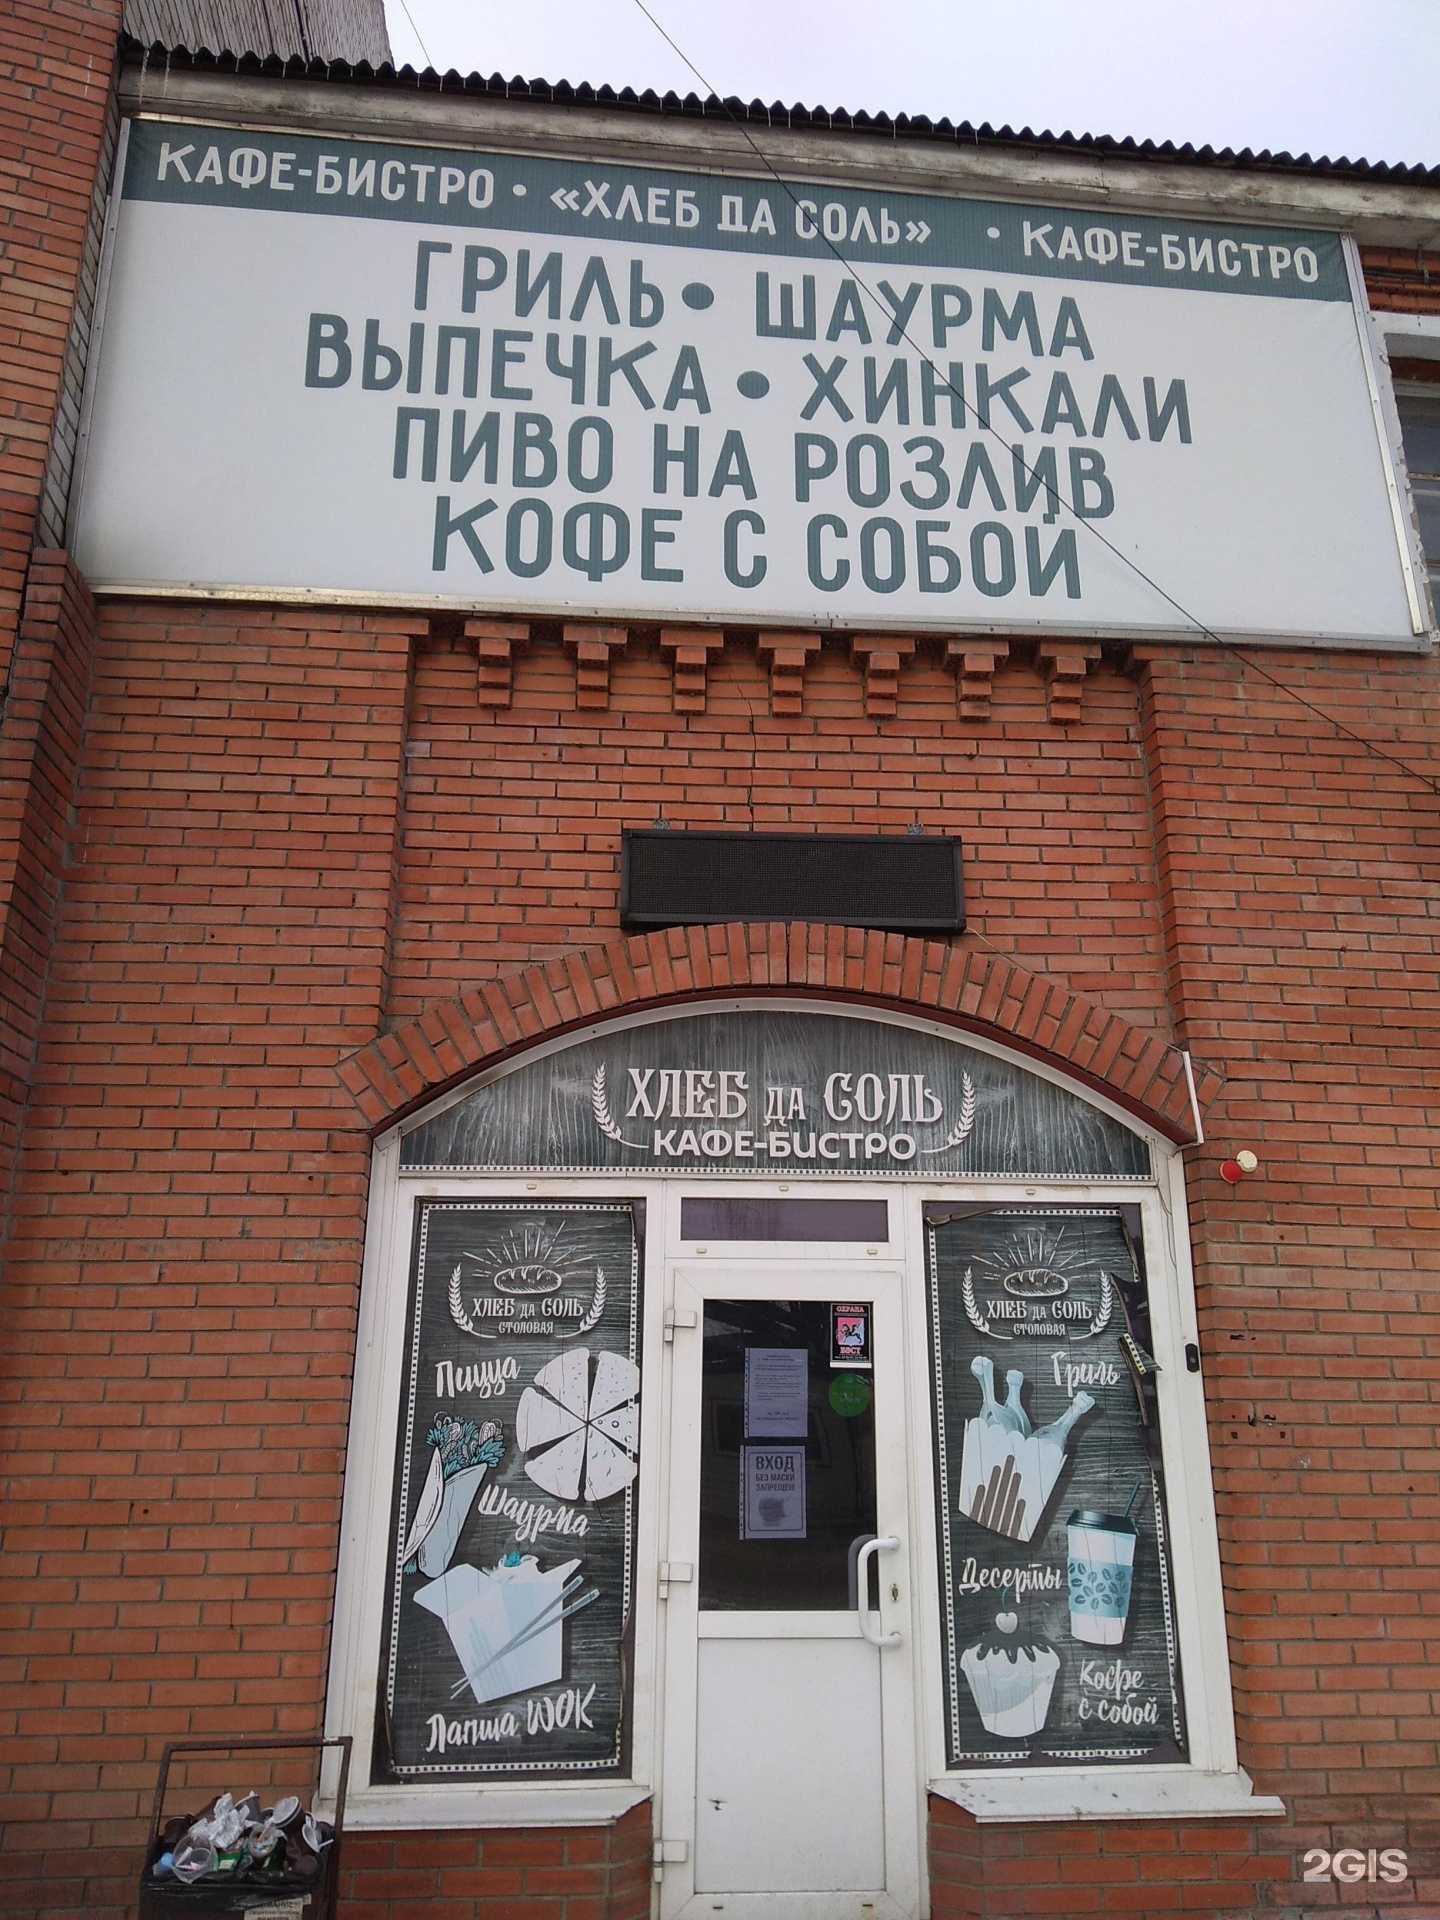 КАФЕ-БИСТРО • «ХЛЕБ ДА СОЛЬ» • КАФЕ-БИСТРО
ГРИЛЬ • ШАУРМА
ВЫПЕЧКА • ХИНКАЛИ
ПИВО НА РОЗЛИВ
КОФЕ С СОБОЙ
ХЛЕБ ДА СОЛЬ
КАФЕ-БИСТРО
ХЛЕБ ДА СОЛЬ
СТОЛОВАЯ
Пицца
Шаурма
Лапша WOK
ОХРАНА
ВХОД
БЕЗ МАСКИ
ЗАПРЕЩЕН
ХЛЕБ ДА СОЛЬ
СТОЛОВАЯ
Гриль
Десерты
Кофе
с собой
2GIS